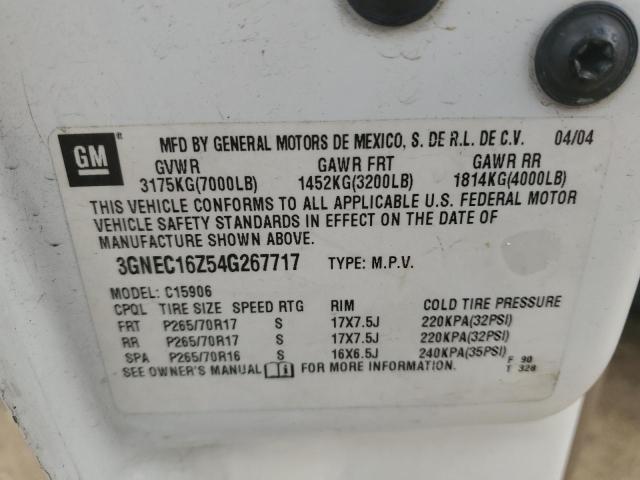 GM
MFD BY GENERAL MOTORS DE MEXICO, S. DE R.L. DE C.V. 04/04
GVWR GAWR FRT GAWR RR
3175KG(7000LB) 1452KG(3200LB) 1814KG(4000LB)
THIS VEHICLE CONFORMS TO ALL APPLICABLE U.S. FEDERAL MOTOR
VEHICLE SAFETY STANDARDS IN EFFECT ON THE DATE OF
MANUFACTURE SHOWN ABOVE.
3GNEC16Z54G267717 TYPE: M.P.V.
MODEL: C15906
CPQL TIRE SIZE SPEED RTG RIM COLD TIRE PRESSURE
FRT P265/70R17 S 17X7.5J 220KPA(32PSI)
RR P265/70R17 S 17X7.5J 220KPA(32PSI)
SPA P265/70R16 S 16X6.5J 240KPA(35PSI)
F 90
SEE OWNER'S MANUAL i FOR MORE INFORMATION. T 328